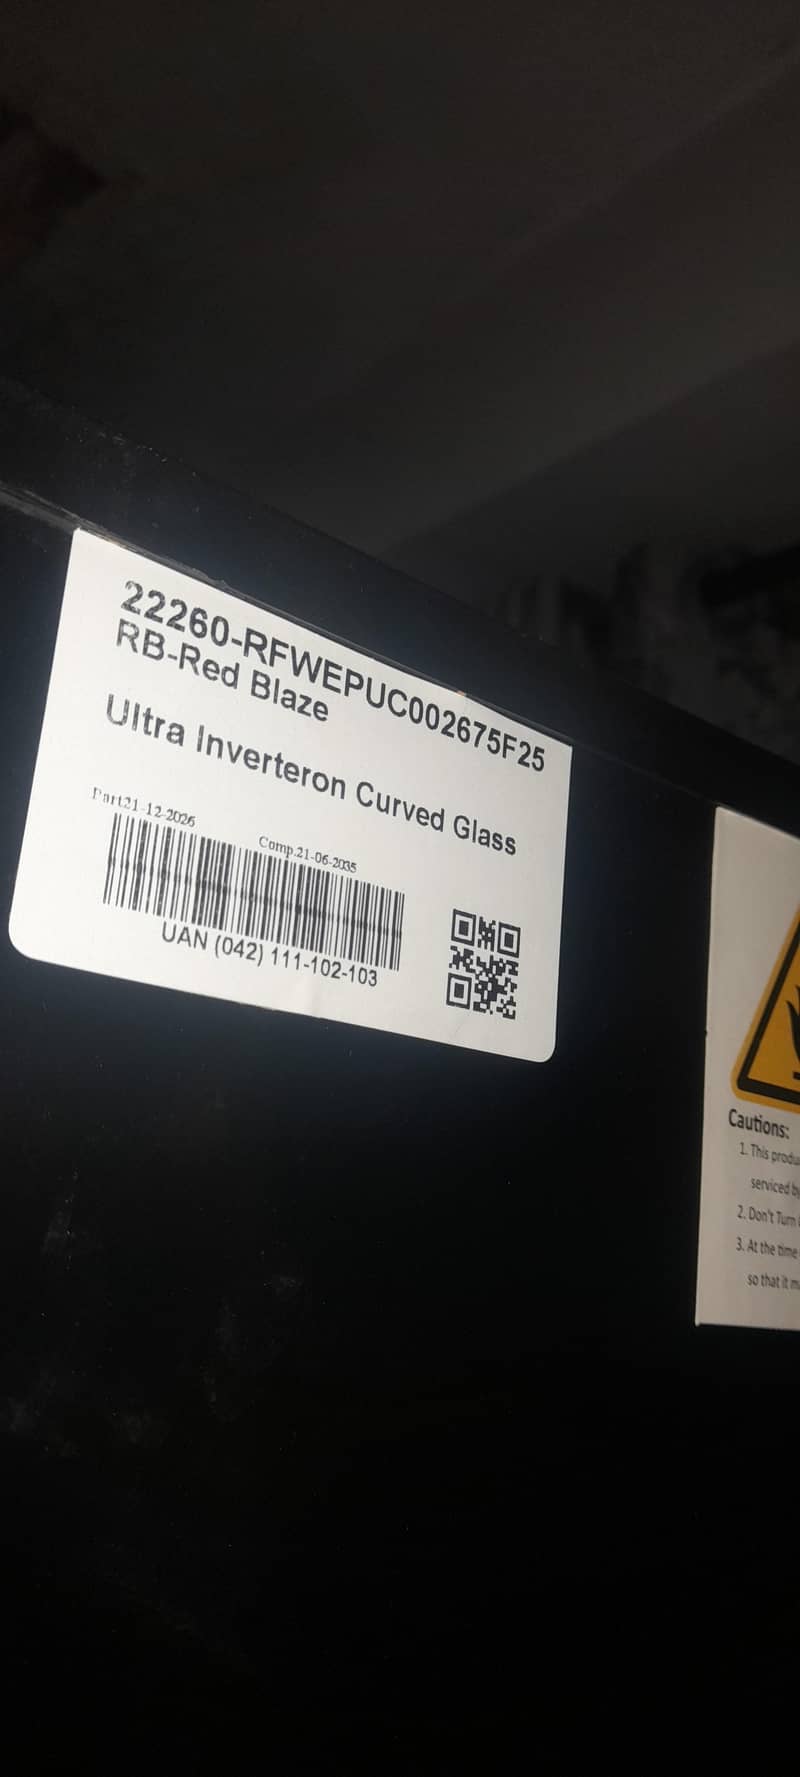 22260-RFWEPUC002675F25
RB-Red Blaze
Ultra Inverteron Curved Glass
Part21-12-2026
Comp.21-06-2035
UAN (042) 111-102-103
Cautions:
1. This
serviced
2. Don't Turn
3. At the time
so that it